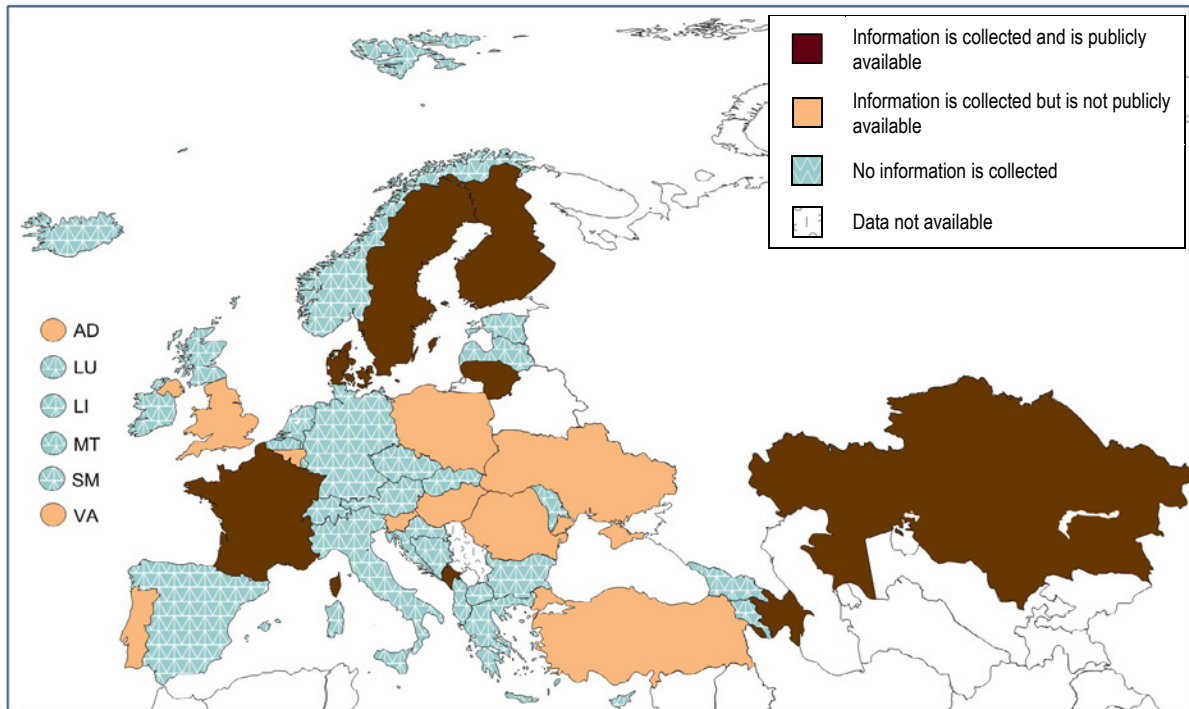 Information is collected and is publicly
available
Information is collected but is not publicly
available
No information is collected
Data not available
AD
LU
LI
MT
SM
VA